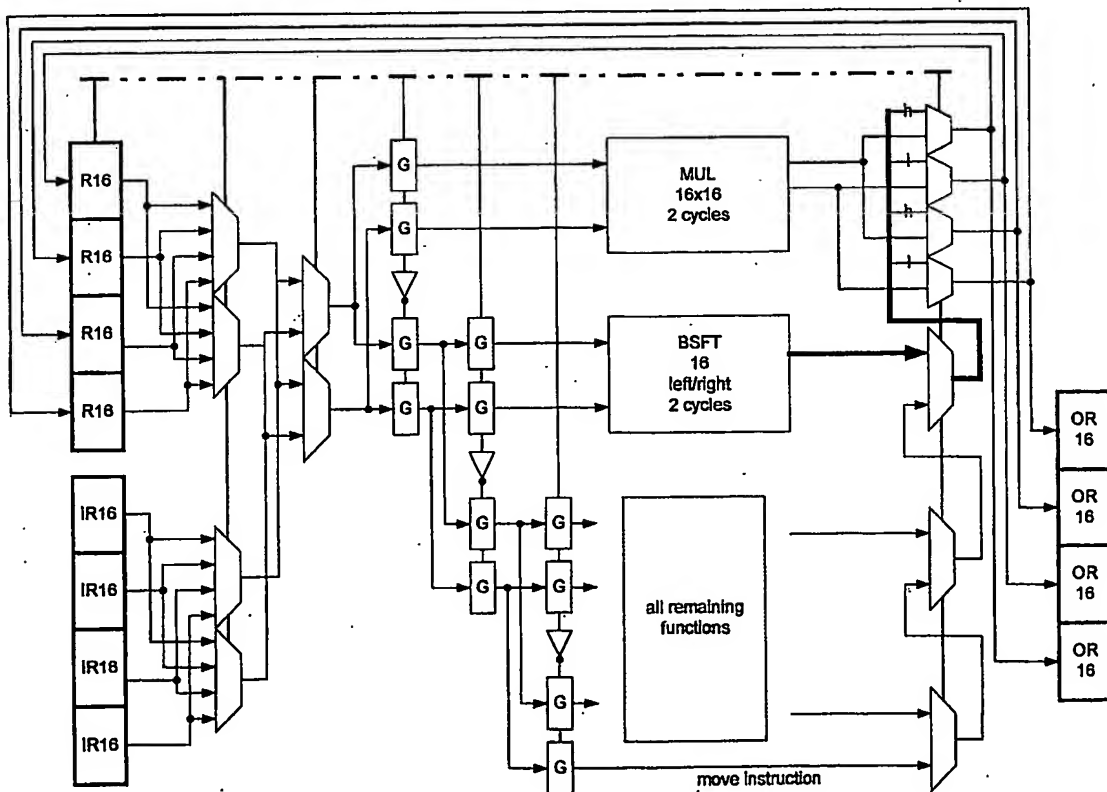 R16
R16
R16
R16
IR16
IR16
IR16
IR16
G
G
G
G
G
G
G
G
G
G
G
G
MUL
16x16
2 cycles
BSFT
16
left/right
2 cycles
all remaining
functions
move instruction
h
l
h
l
OR
16
OR
16
OR
16
OR
16